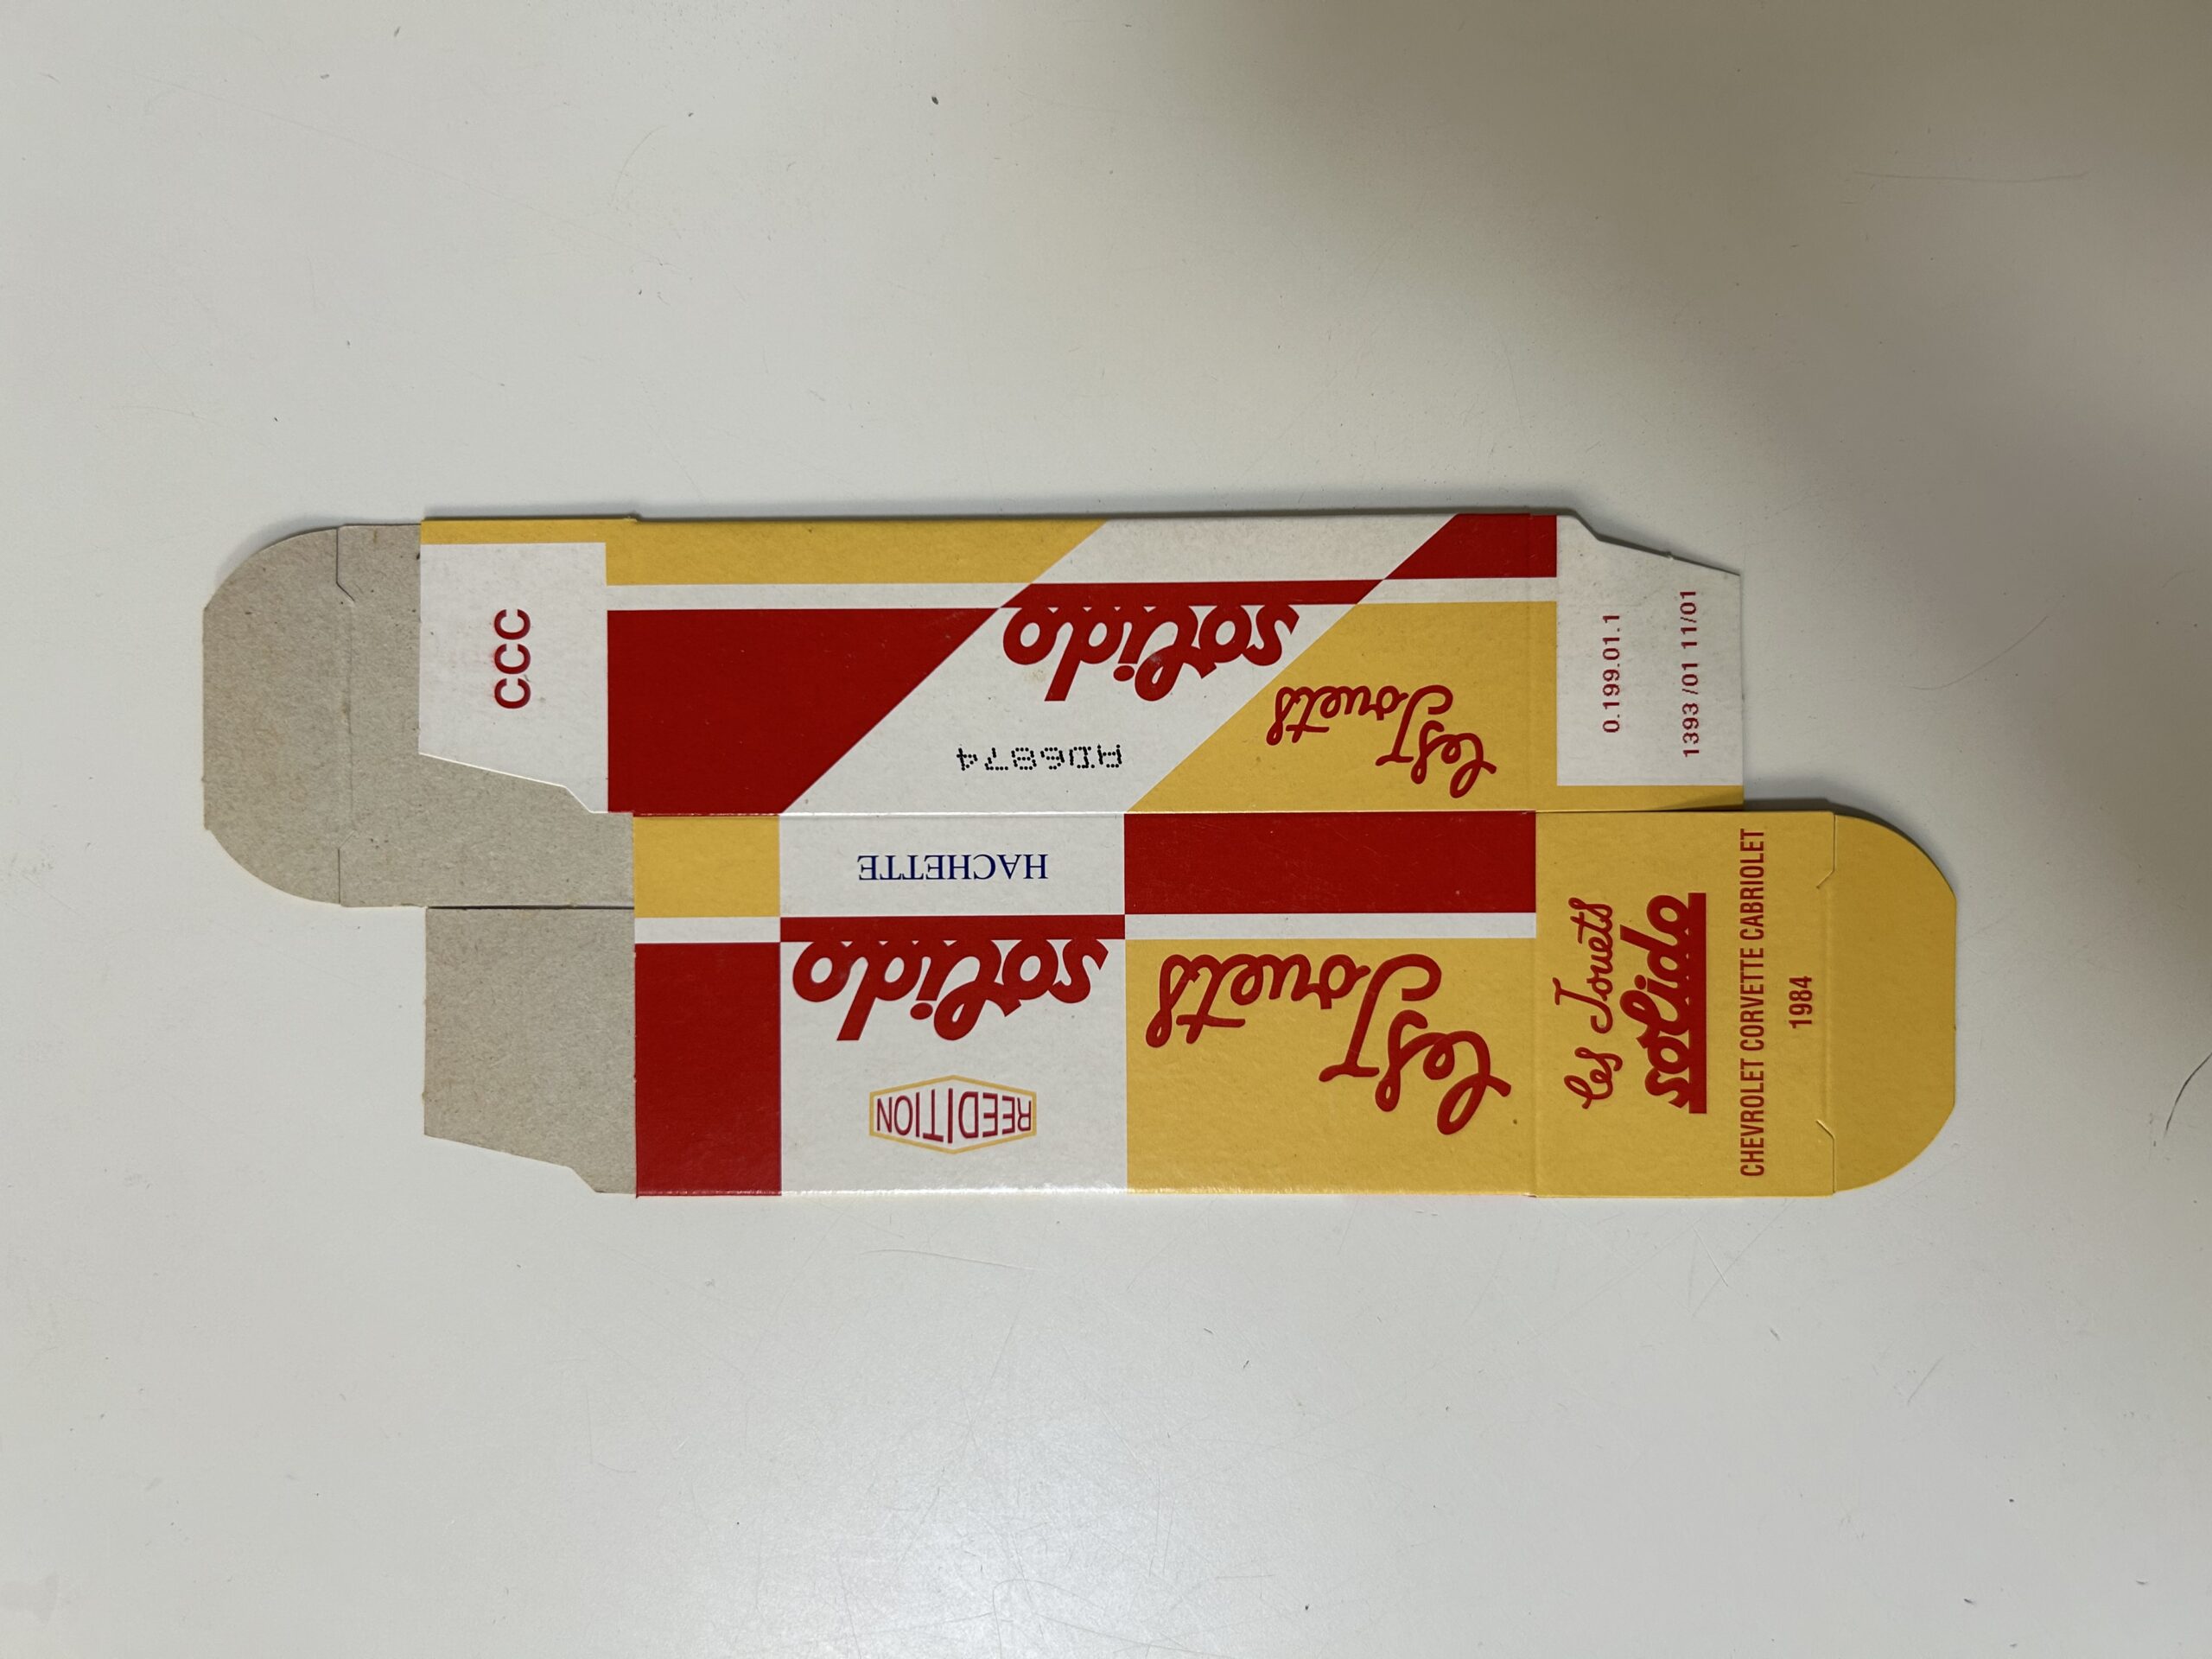 CCC
Les
Jouets
solido
AD6874
0.199.01.1
1393 /01 11/01
HACHETTE
solido
REEDITION
Les
Jouets
Les Jouets
solido
CHEVROLET CORVETTE CABRIOLET
1984